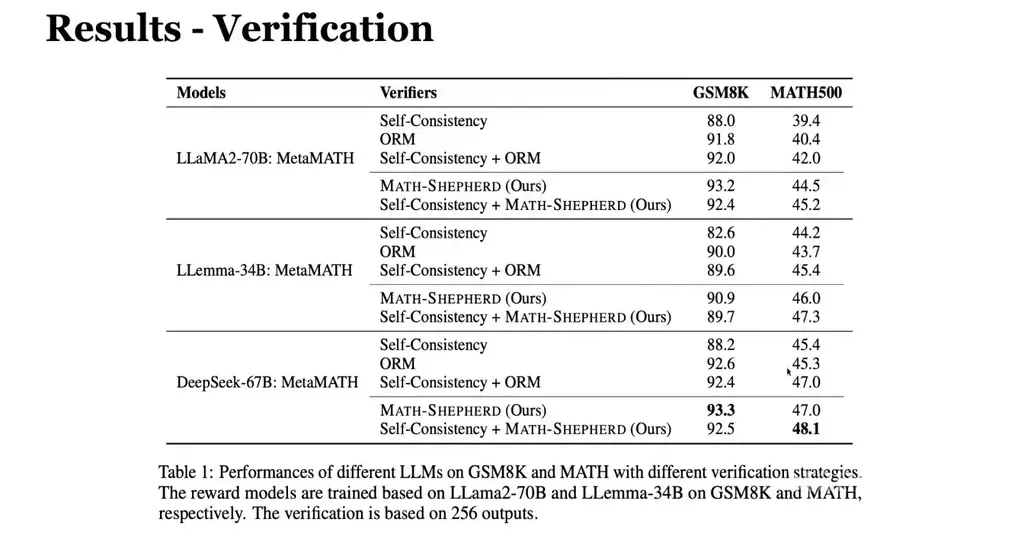 Results - Verification
Models Verifiers GSM8K MATH500
Self-Consistency 88.0 39.4
ORM 91.8 40.4
LLaMA2-70B: MetaMATH Self-Consistency + ORM 92.0 42.0
MATH-SHEPHERD (Ours) 93.2 44.5
Self-Consistency + MATH-SHEPHERD (Ours) 92.4 45.2
Self-Consistency 82.6 44.2
ORM 90.0 43.7
LLemma-34B: MetaMATH Self-Consistency + ORM 89.6 45.4
MATH-SHEPHERD (Ours) 90.9 46.0
Self-Consistency + MATH-SHEPHERD (Ours) 89.7 47.3
Self-Consistency 88.2 45.4
ORM 92.6 45.3
DeepSeek-67B: MetaMATH Self-Consistency + ORM 92.4 47.0
MATH-SHEPHERD (Ours) 93.3 47.0
Self-Consistency + MATH-SHEPHERD (Ours) 92.5 48.1
Table 1: Performances of different LLMs on GSM8K and MATH with different verification strategies.
The reward models are trained based on LLama2-70B and LLemma-34B on GSM8K and MATH,
respectively. The verification is based on 256 outputs.